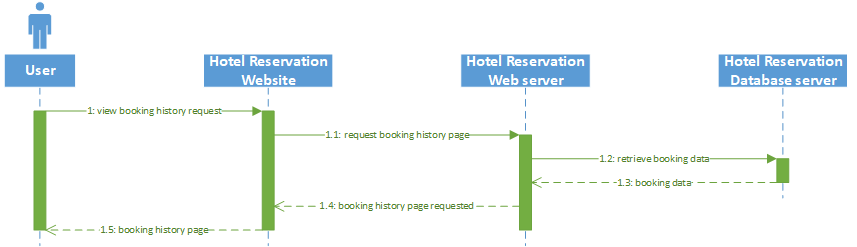 User
Hotel Reservation
Website
Hotel Reservation
Web server
Hotel Reservation
Database server
1: view booking history request
1.1: request booking history page
1.2: retrieve booking data
1.3: booking data
1.4: booking history page requested
1.5: booking history page